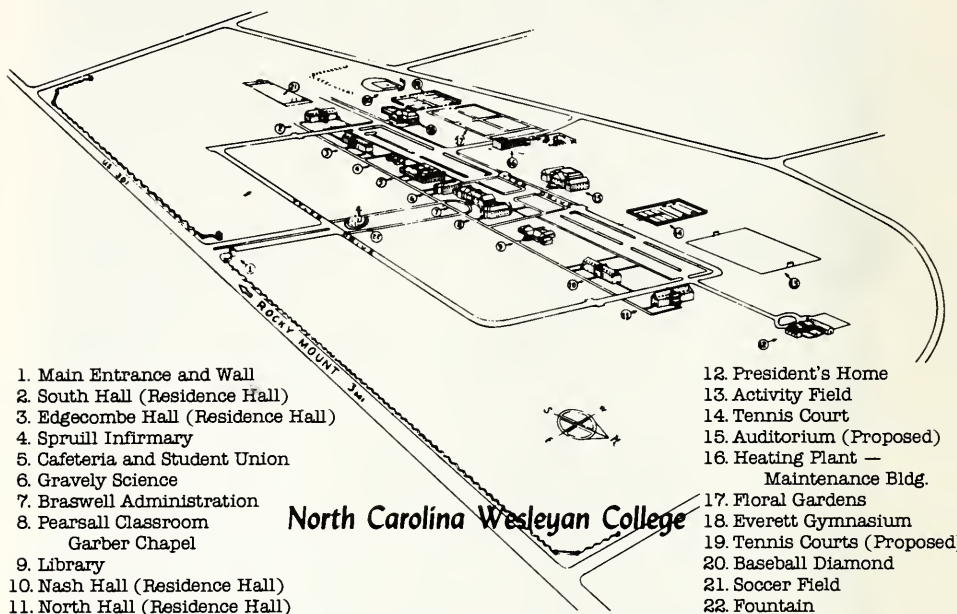 US 301
ROCKY MOUNT 3 MI
S
N
1. Main Entrance and Wall
2. South Hall (Residence Hall)
3. Edgecombe Hall (Residence Hall)
4. Spruill Infirmary
5. Cafeteria and Student Union
6. Gravely Science
7. Braswell Administration
8. Pearsall Classroom
Garber Chapel
9. Library
10. Nash Hall (Residence Hall)
11. North Hall (Residence Hall)
North Carolina Wesleyan College
12. President's Home
13. Activity Field
14. Tennis Court
15. Auditorium (Proposed)
16. Heating Plant —
Maintenance Bldg.
17. Floral Gardens
18. Everett Gymnasium
19. Tennis Courts (Proposed)
20. Baseball Diamond
21. Soccer Field
22. Fountain